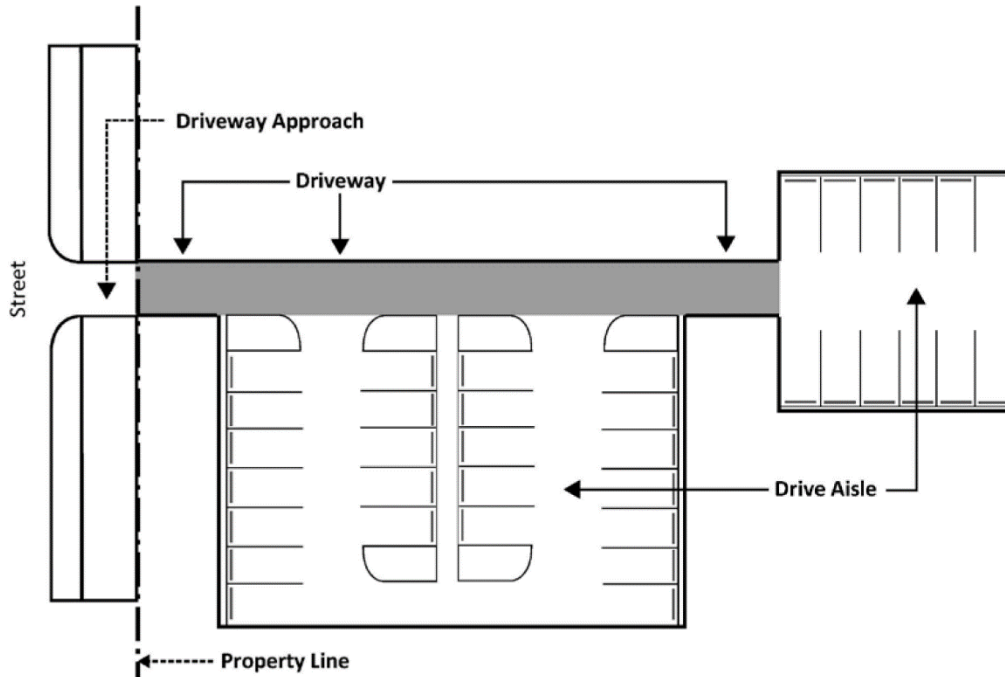 Driveway Approach
Driveway
Street
Drive Aisle
Property Line